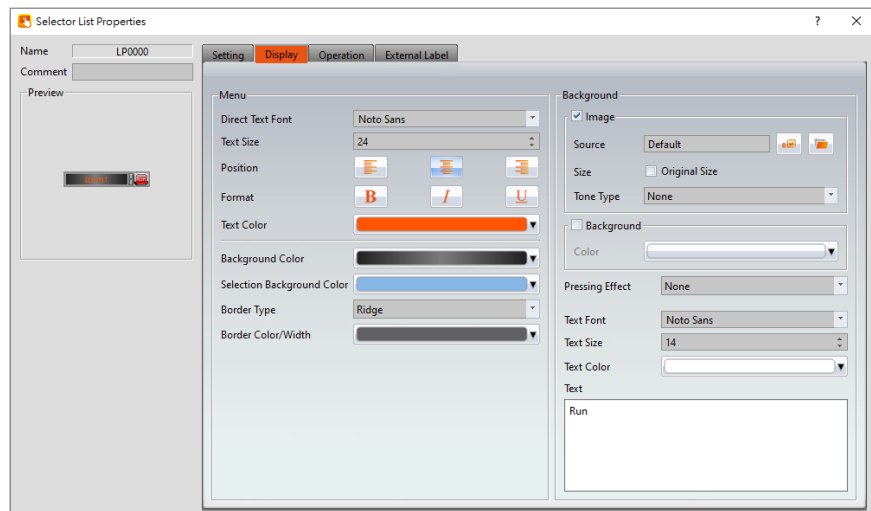 Selector List Properties
? ×
Name LP0000
Comment
Preview
Setting Display Operation External Label
Menu
Direct Text Font Noto Sans
Text Size 24
Position
Format B I U
Text Color
Background Color
Selection Background Color
Border Type Ridge
Border Color/Width
Background
Image
Source Default
Size Original Size
Tone Type None
Background
Color
Pressing Effect None
Text Font Noto Sans
Text Size 14
Text Color
Text
Run